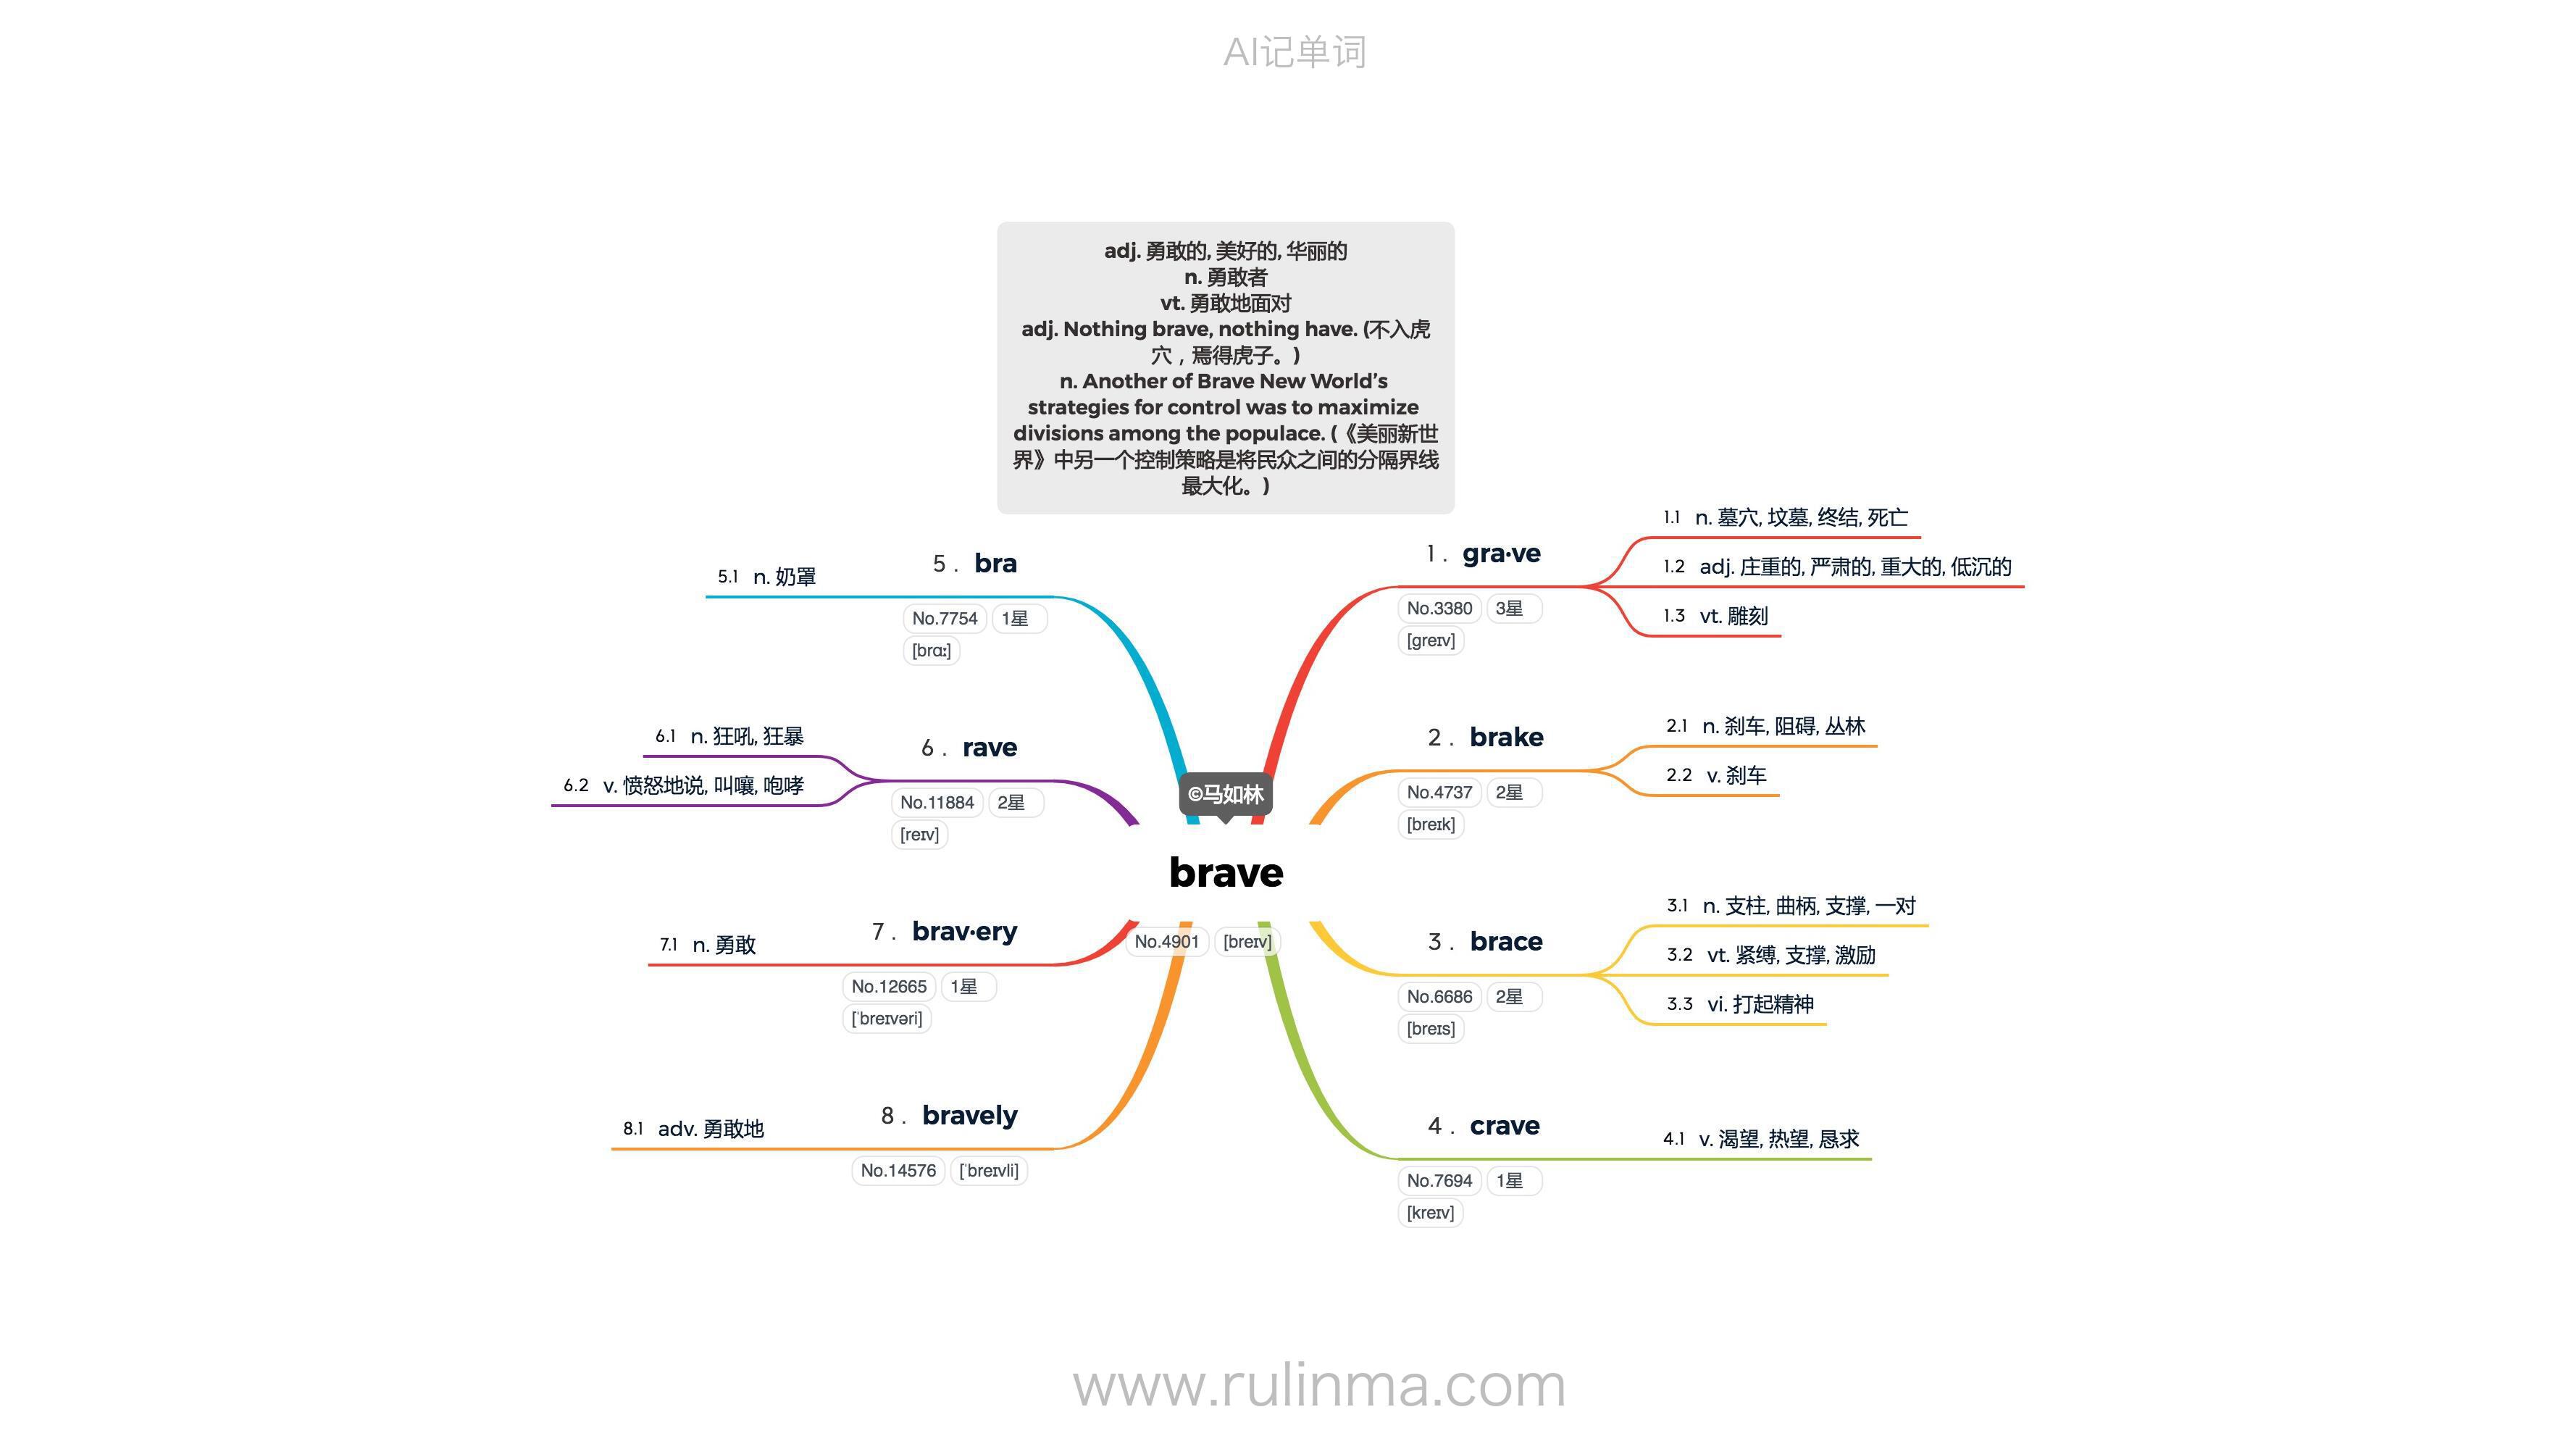 AI记单词
adj. 勇敢的, 美好的, 华丽的
n. 勇敢者
vt. 勇敢地面对
adj. Nothing brave, nothing have. (不入虎
穴，焉得虎子。)
n. Another of Brave New World’s
strategies for control was to maximize
divisions among the populace. (《美丽新世
界》中另一个控制策略是将民众之间的分隔界线
最大化。)
©马如林
brave
No.4901 [breɪv]
1 . gra·ve
No.3380 3星
[greɪv]
1.1 n. 墓穴, 坟墓, 终结, 死亡
1.2 adj. 庄重的, 严肃的, 重大的, 低沉的
1.3 vt. 雕刻
2 . brake
No.4737 2星
[breɪk]
2.1 n. 刹车, 阻碍, 丛林
2.2 v. 刹车
3 . brace
No.6686 2星
[breɪs]
3.1 n. 支柱, 曲柄, 支撑, 一对
3.2 vt. 紧缚, 支撑, 激励
3.3 vi. 打起精神
4 . crave
No.7694 1星
[kreɪv]
4.1 v. 渴望, 热望, 恳求
5 . bra
No.7754 1星
[brɑː]
5.1 n. 奶罩
6 . rave
No.11884 2星
[reɪv]
6.1 n. 狂吼, 狂暴
6.2 v. 愤怒地说, 叫嚷, 咆哮
7 . brav·ery
No.12665 1星
[ˈbreɪvəri]
7.1 n. 勇敢
8 . bravely
No.14576 [ˈbreɪvli]
8.1 adv. 勇敢地
www.rulinma.com